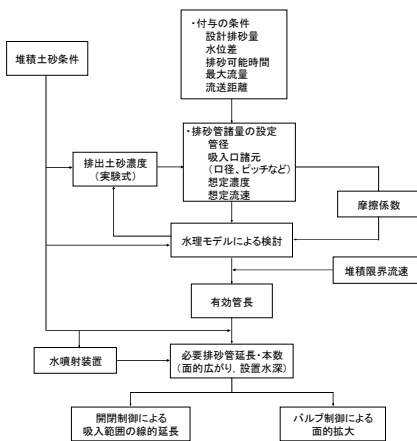 ・付与の条件
設計排砂量
水位差
排砂可能時間
最大流量
流送距離
堆積土砂条件
・排砂管諸量の設定
管径
吸入口諸元
(口径、ピッチなど)
想定濃度
想定流速
排出土砂濃度
(実験式)
摩擦係数
水理モデルによる検討
堆積限界流速
有効管長
水噴射装置
必要排砂管延長・本数
(面的広がり, 設置水深)
開閉制御による
吸入範囲の線的延長
バルブ制御による
面的拡大